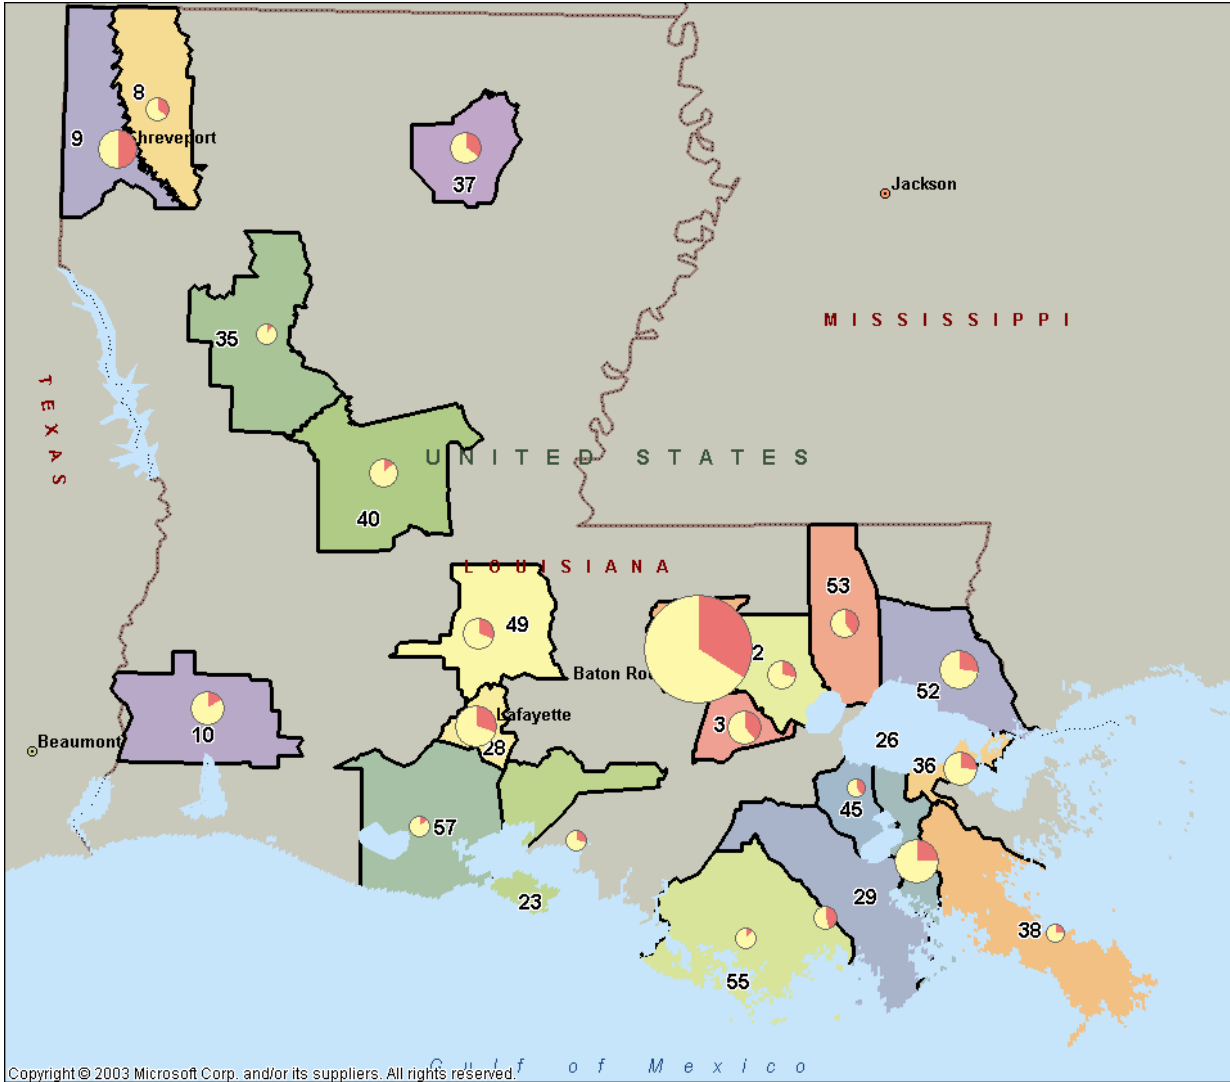 8
9
Shreveport
37
Jackson
MISSISSIPPI
35
TEXAS
UNITED STATES
40
LOUISIANA
53
49
2
Baton Rou
52
Lafayette
3
10
28
26
Beaumont
36
45
57
29
23
38
55
Gulf of Mexico
Copyright © 2003 Microsoft Corp. and/or its suppliers. All rights reserved.